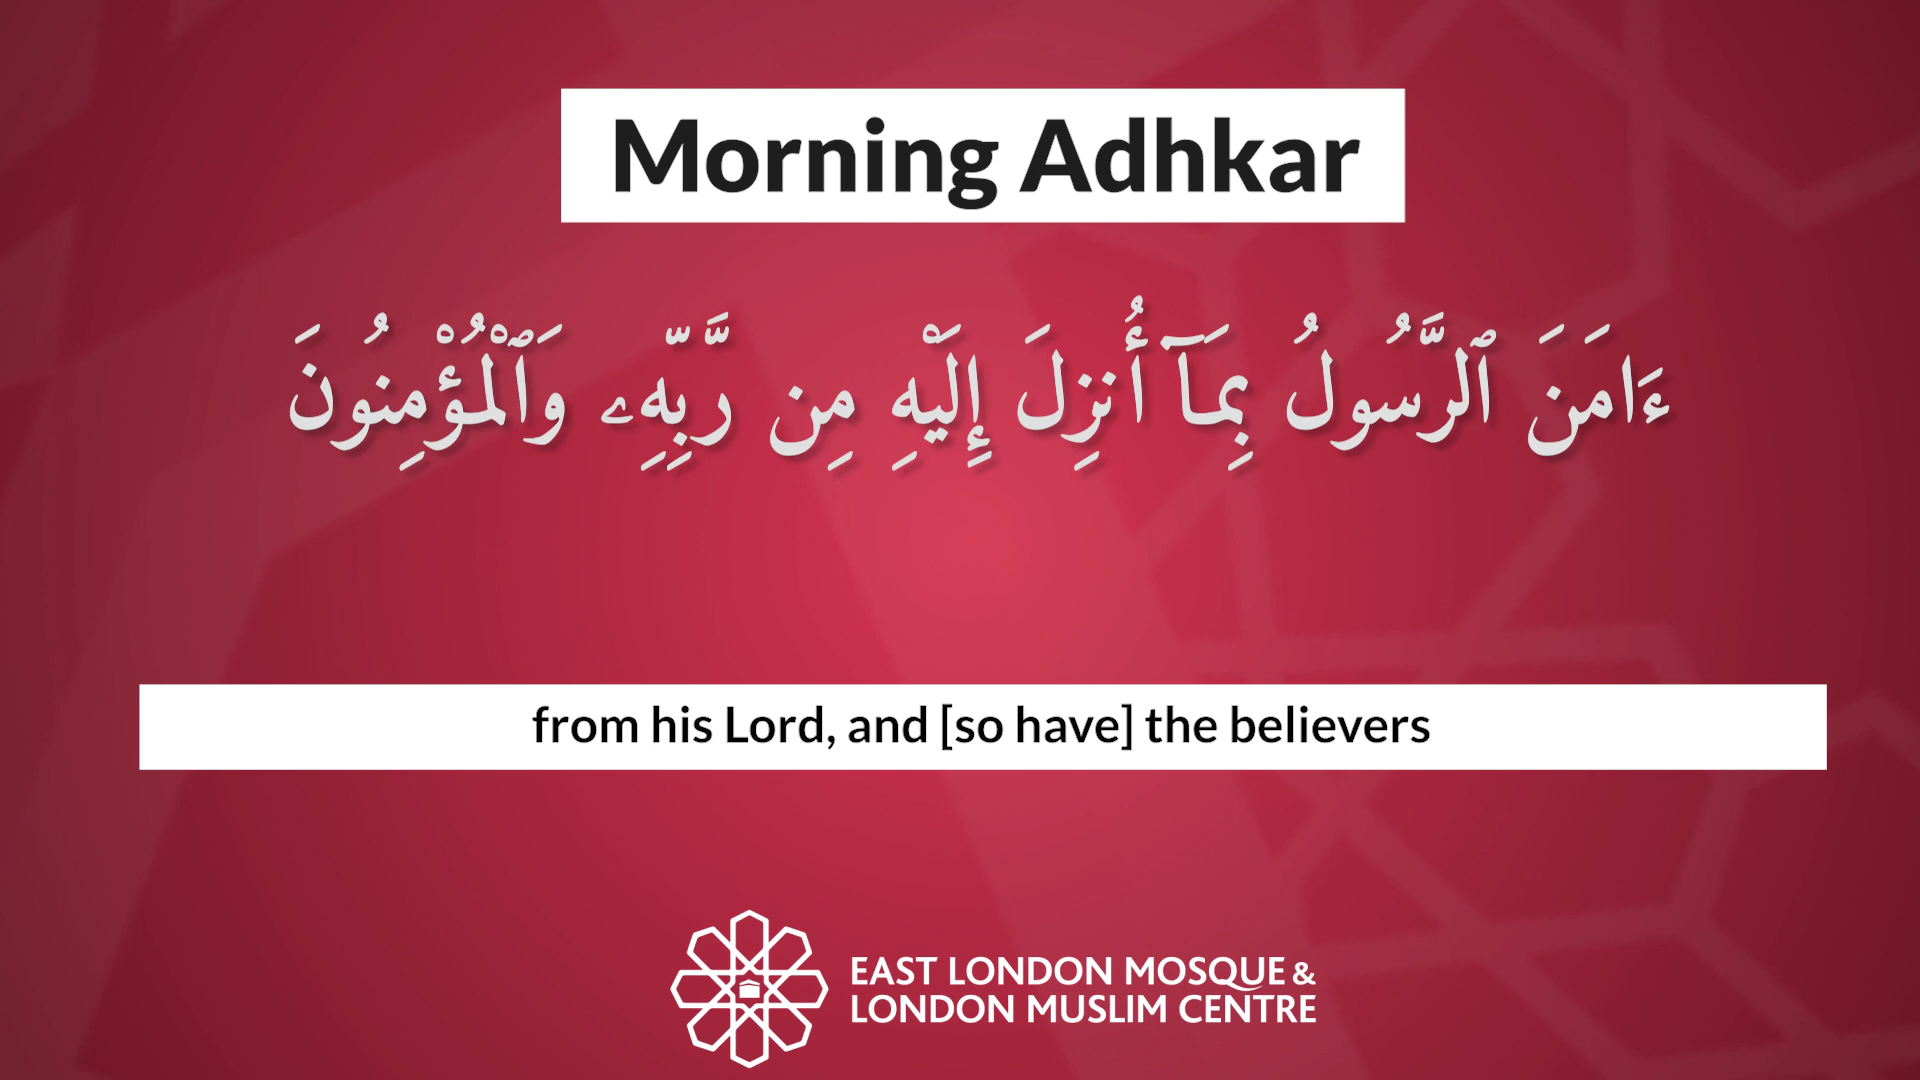 Morning Adhkar
ءَامَنَ ٱلرَّسُولُ بِمَآ أُنزِلَ إِلَيْهِ مِن رَّبِّهِۦ وَٱلْمُؤْمِنُونَ
from his Lord, and [so have] the believers
EAST LONDON MOSQUE &
LONDON MUSLIM CENTRE